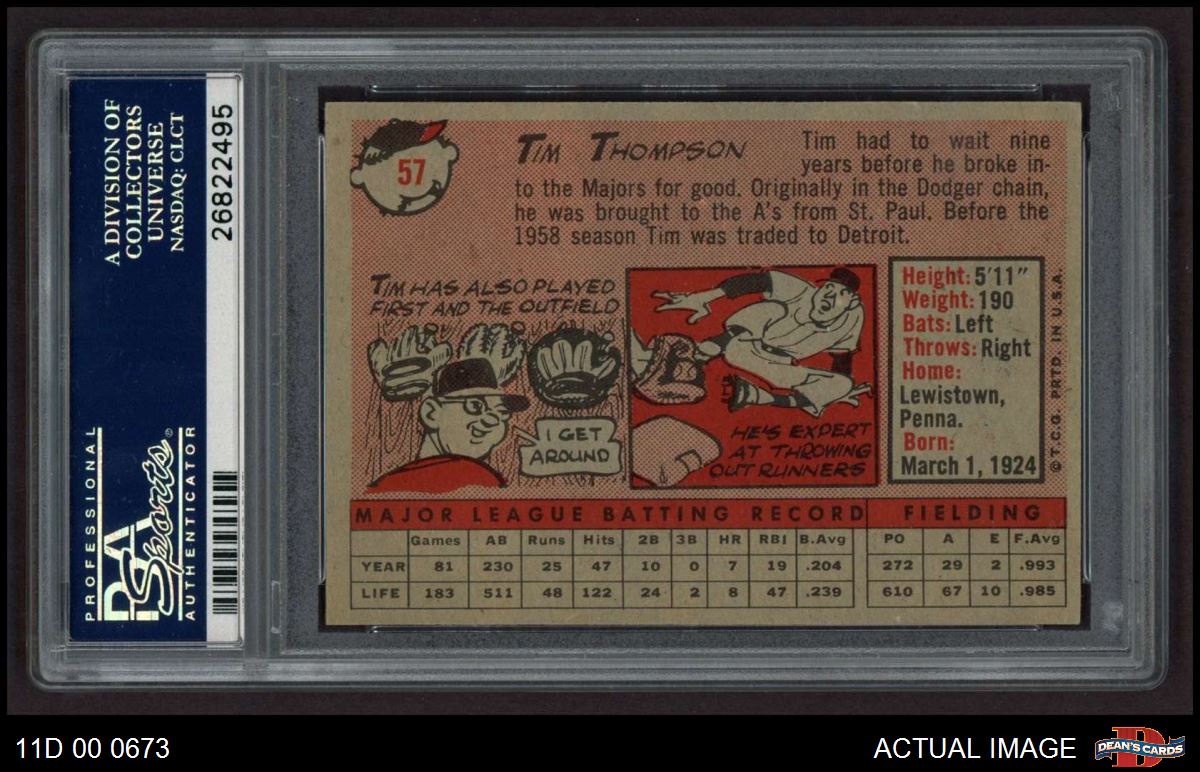 A DIVISION OF
COLLECTORS
UNIVERSE
NASDAQ: CLCT
26822495
PROFESSIONAL
PSA
Sports®
AUTHENTICATOR
57
TIM THOMPSON
Tim had to wait nine
years before he broke in-
to the Majors for good. Originally in the Dodger chain,
he was brought to the A's from St. Paul. Before the
1958 season Tim was traded to Detroit.
TIM HAS ALSO PLAYED
FIRST AND THE OUTFIELD
I GET
AROUND
HE'S EXPERT
AT THROWING
OUT RUNNERS
Height: 5'11"
Weight: 190
Bats: Left
Throws: Right
Home:
Lewistown,
Penna.
Born:
March 1, 1924
© T.C.G. PRTD. IN U.S.A.
MAJOR LEAGUE BATTING RECORD FIELDING
Games AB Runs Hits 2B 3B HR RBI B.Avg PO A E F.Avg
YEAR 81 230 25 47 10 0 7 19 .204 272 29 2 .993
LIFE 183 511 48 122 24 2 8 47 .239 610 67 10 .985
11D 00 0673
ACTUAL IMAGE
D
DEAN'S CARDS